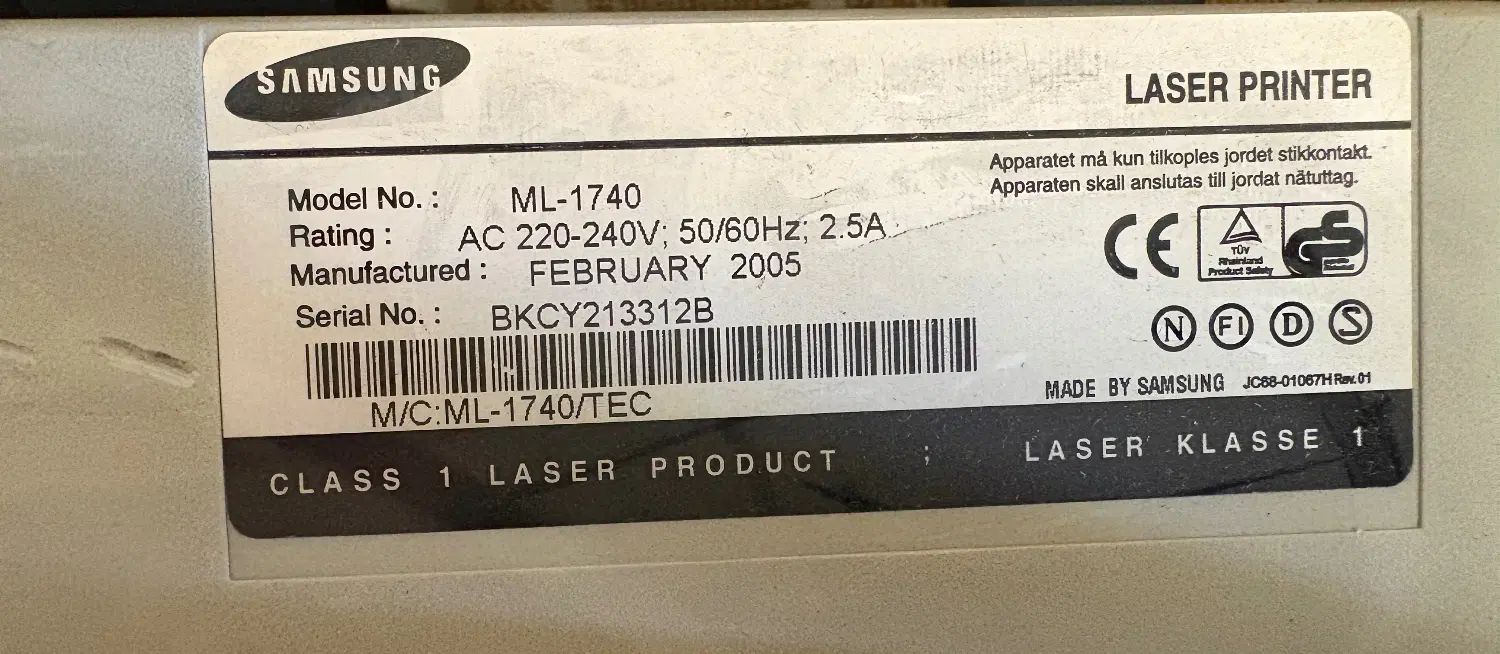 SAMSUNG
LASER PRINTER
Apparatet må kun tilkoples jordet stikkontakt.
Apparaten skall anslutas till jordat nätuttag.
Model No. : ML-1740
Rating : AC 220-240V; 50/60Hz; 2.5A
Manufactured : FEBRUARY 2005
Serial No. : BKCY213312B
M/C:ML-1740/TEC
CE
TÜV
Rheinland
Product Safety
GS
N FI D S
MADE BY SAMSUNG JC68-01067H Rev.01
CLASS 1 LASER PRODUCT ; LASER KLASSE 1